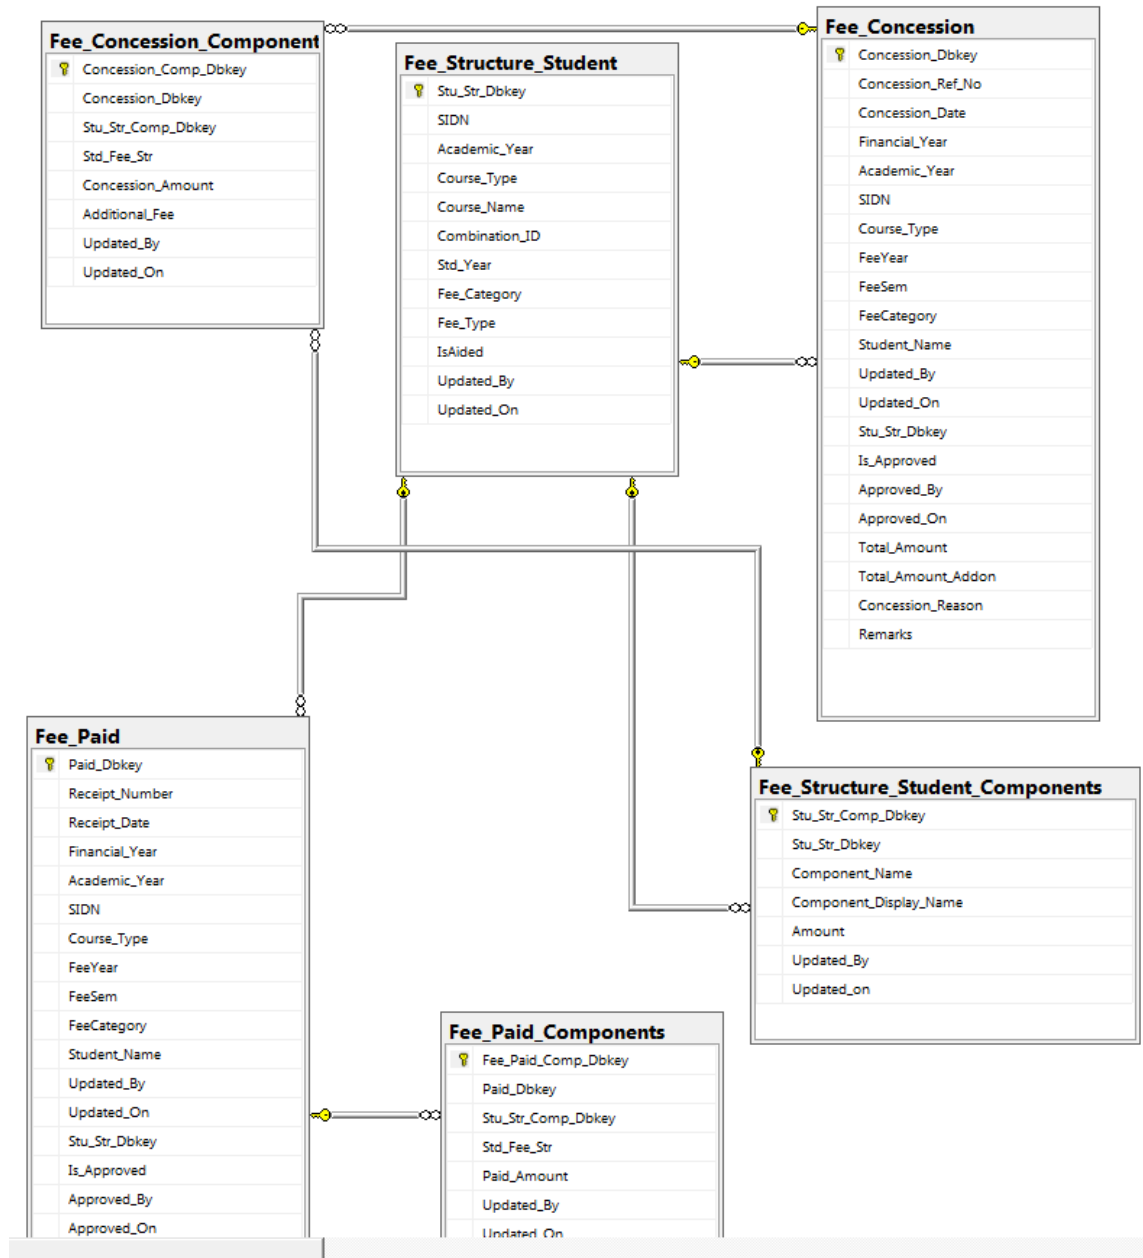 Fee_Concession_Component
Concession_Comp_Dbkey
Concession_Dbkey
Stu_Str_Comp_Dbkey
Std_Fee_Str
Concession_Amount
Additional_Fee
Updated_By
Updated_On
Fee_Structure_Student
Stu_Str_Dbkey
SIDN
Academic_Year
Course_Type
Course_Name
Combination_ID
Std_Year
Fee_Category
Fee_Type
IsAided
Updated_By
Updated_On
Fee_Concession
Concession_Dbkey
Concession_Ref_No
Concession_Date
Financial_Year
Academic_Year
SIDN
Course_Type
FeeYear
FeeSem
FeeCategory
Student_Name
Updated_By
Updated_On
Stu_Str_Dbkey
Is_Approved
Approved_By
Approved_On
Total_Amount
Total_Amount_Addon
Concession_Reason
Remarks
Fee_Paid
Paid_Dbkey
Receipt_Number
Receipt_Date
Financial_Year
Academic_Year
SIDN
Course_Type
FeeYear
FeeSem
FeeCategory
Student_Name
Updated_By
Updated_On
Stu_Str_Dbkey
Is_Approved
Approved_By
Approved_On
Fee_Paid_Components
Fee_Paid_Comp_Dbkey
Paid_Dbkey
Stu_Str_Comp_Dbkey
Std_Fee_Str
Paid_Amount
Updated_By
Updated_On
Fee_Structure_Student_Components
Stu_Str_Comp_Dbkey
Stu_Str_Dbkey
Component_Name
Component_Display_Name
Amount
Updated_By
Updated_on